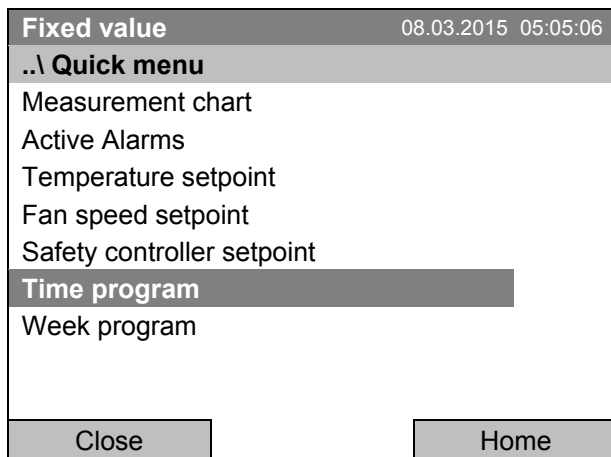 Fixed value 08.03.2015 05:05:06
..\ Quick menu
Measurement chart
Active Alarms
Temperature setpoint
Fan speed setpoint
Safety controller setpoint
Time program
Week program
Close Home